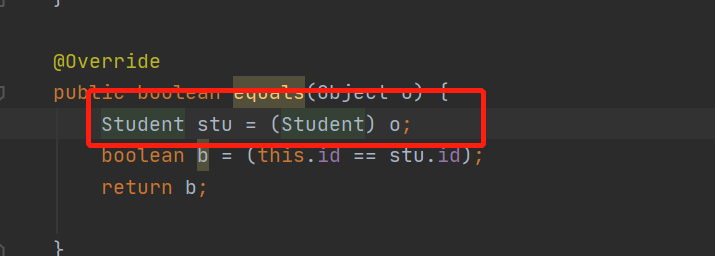 }
@Override
public boolean equals(Object o) {
Student stu = (Student) o;
boolean b = (this.id == stu.id);
return b;
}